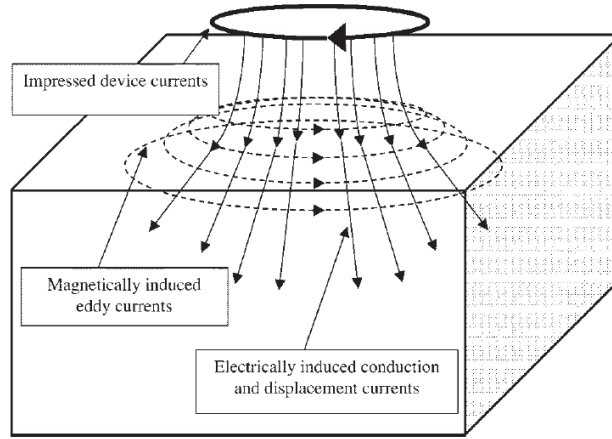 Impressed device currents
Magnetically induced
eddy currents
Electrically induced conduction
and displacement currents